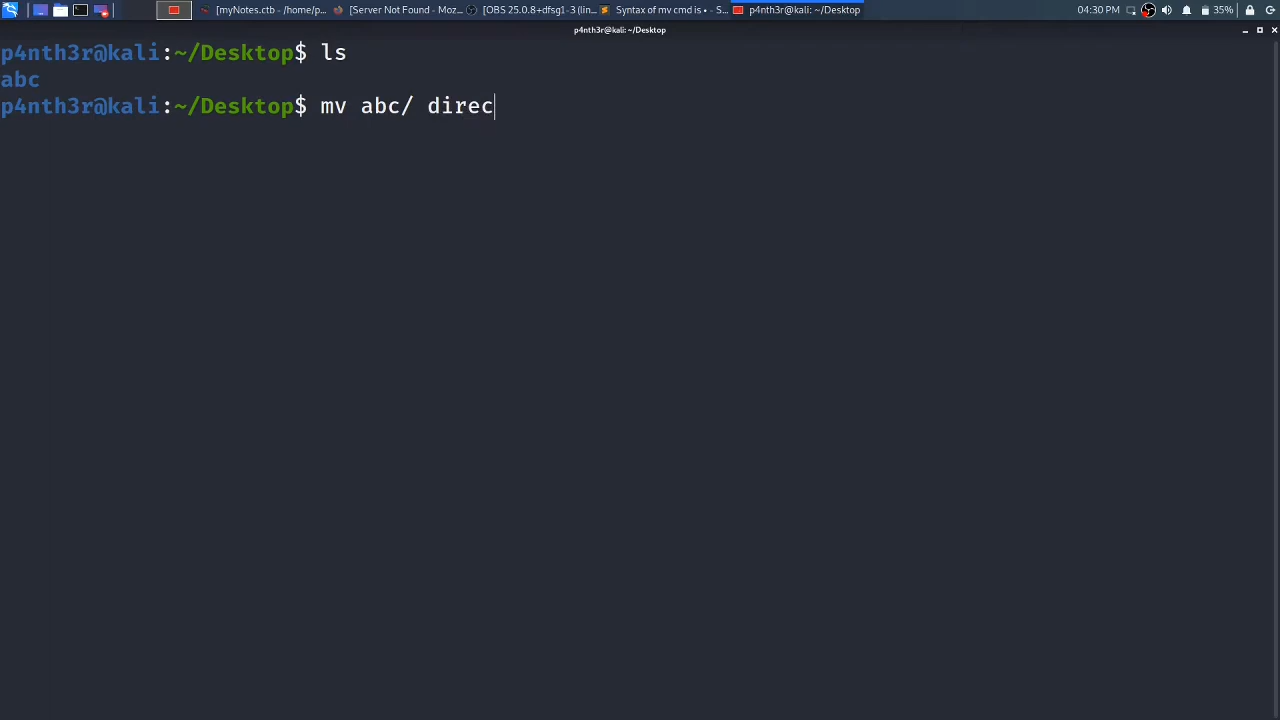 [myNotes.ctb - /home/p...
[Server Not Found - Moz...
[OBS 25.0.8+dfsg1-3 (lin...
Syntax of mv cmd is • - S...
p4nth3r@kali: ~/Desktop
04:30 PM
35%
p4nth3r@kali: ~/Desktop
p4nth3r@kali:~/Desktop$ ls
abc
p4nth3r@kali:~/Desktop$ mv abc/ direc